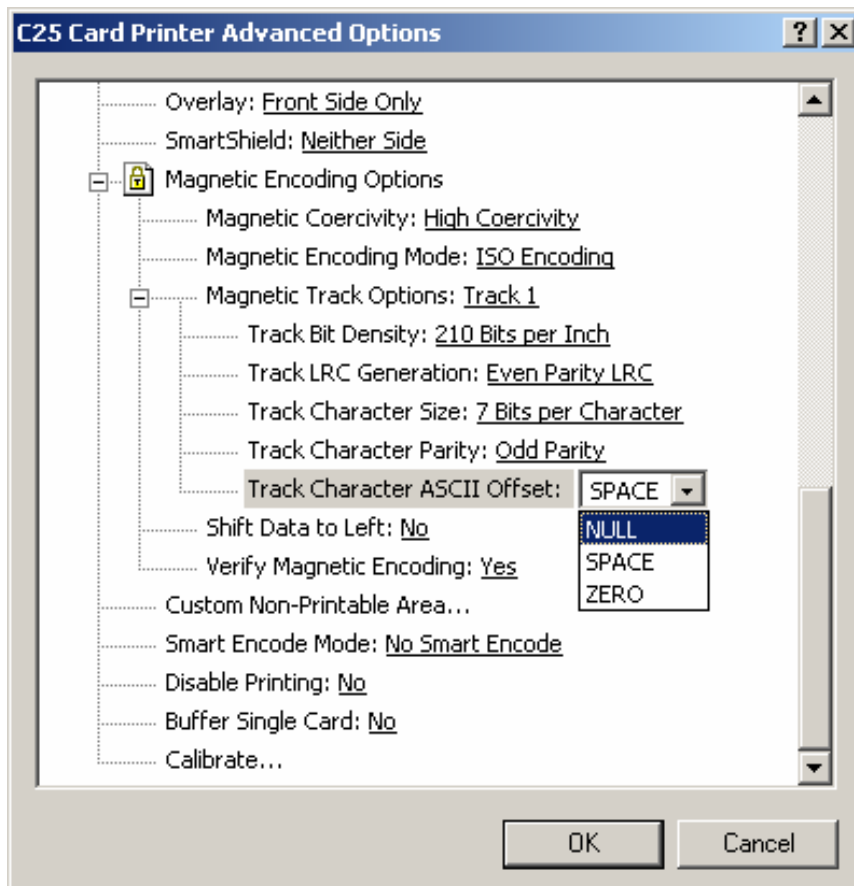 C25 Card Printer Advanced Options
Overlay: Front Side Only
SmartShield: Neither Side
Magnetic Encoding Options
Magnetic Coercivity: High Coercivity
Magnetic Encoding Mode: ISO Encoding
Magnetic Track Options: Track 1
Track Bit Density: 210 Bits per Inch
Track LRC Generation: Even Parity LRC
Track Character Size: 7 Bits per Character
Track Character Parity: Odd Parity
Track Character ASCII Offset: SPACE
NULL
SPACE
ZERO
Shift Data to Left: No
Verify Magnetic Encoding: Yes
Custom Non-Printable Area...
Smart Encode Mode: No Smart Encode
Disable Printing: No
Buffer Single Card: No
Calibrate...
OK Cancel